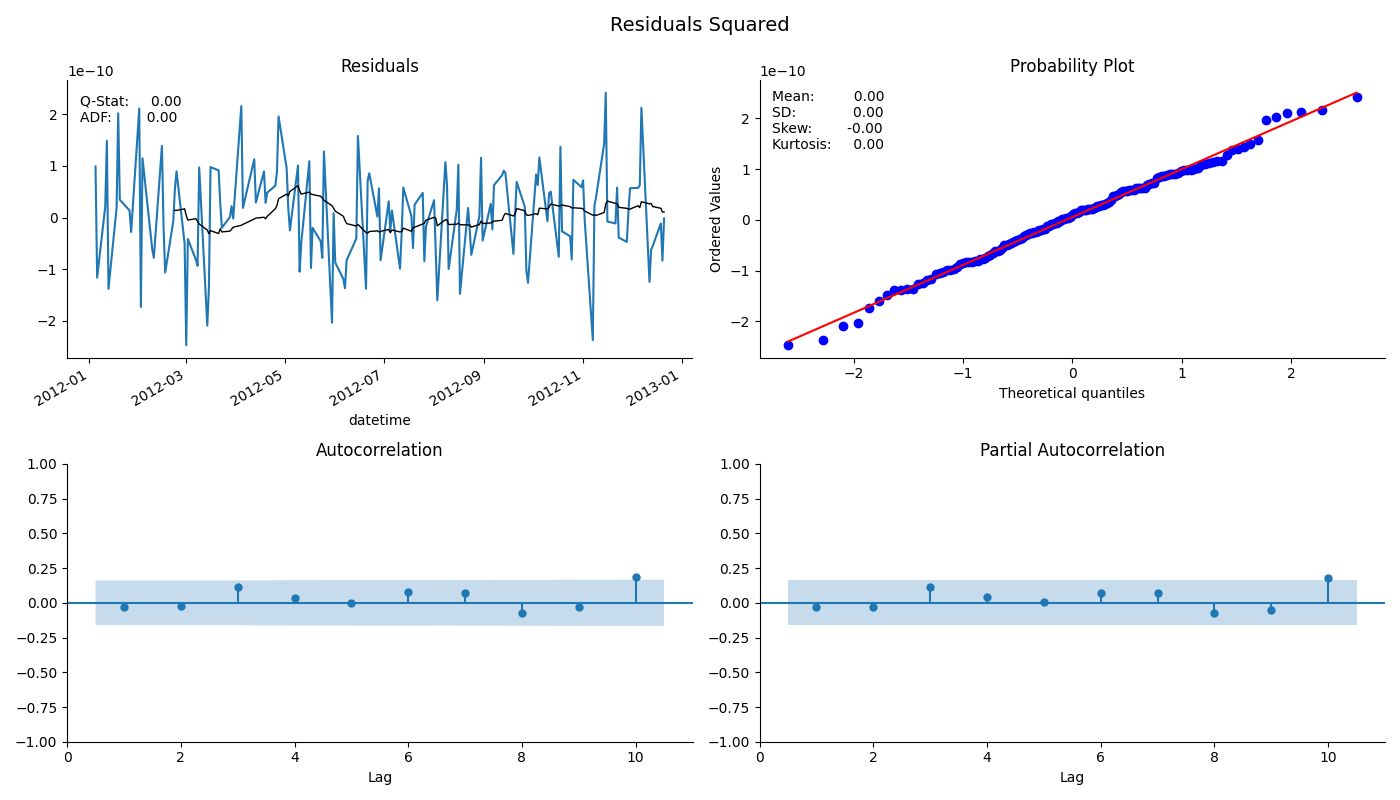 Residuals Squared
Residuals
1e−10
Q-Stat: 0.00
ADF: 0.00
2
1
0
−1
−2
2012-01
2012-03
2012-05
2012-07
2012-09
2012-11
2013-01
datetime
Probability Plot
1e−10
Mean: 0.00
SD: 0.00
Skew: -0.00
Kurtosis: 0.00
Ordered Values
2
1
0
−1
−2
−2
−1
0
1
2
Theoretical quantiles
Autocorrelation
1.00
0.75
0.50
0.25
0.00
−0.25
−0.50
−0.75
−1.00
0
2
4
6
8
10
Lag
Partial Autocorrelation
1.00
0.75
0.50
0.25
0.00
−0.25
−0.50
−0.75
−1.00
0
2
4
6
8
10
Lag